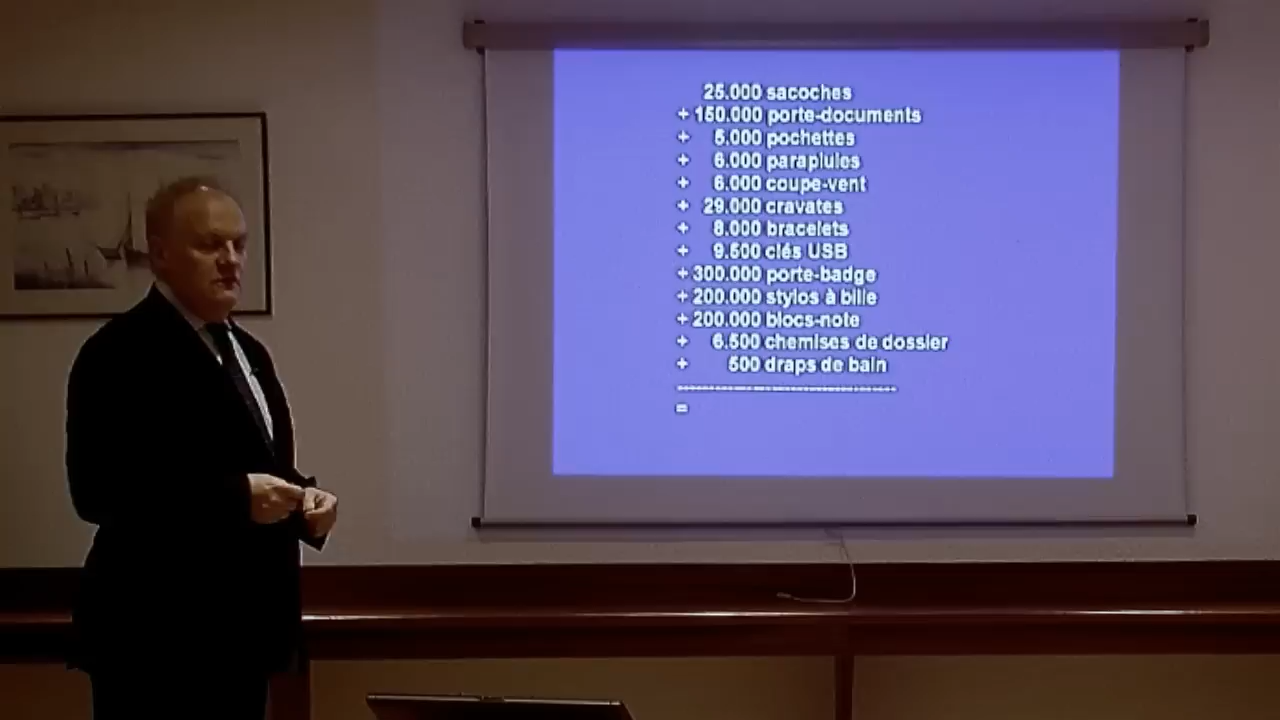 25.000 sacoches
+ 150.000 porte-documents
+ 5.000 pochettes
+ 6.000 parapluies
+ 6.000 coupe-vent
+ 29.000 cravates
+ 8.000 bracelets
+ 9.500 clés USB
+ 300.000 porte-badge
+ 200.000 stylos à bille
+ 200.000 blocs-note
+ 6.500 chemises de dossier
+ 500 draps de bain
--------------------------------
=